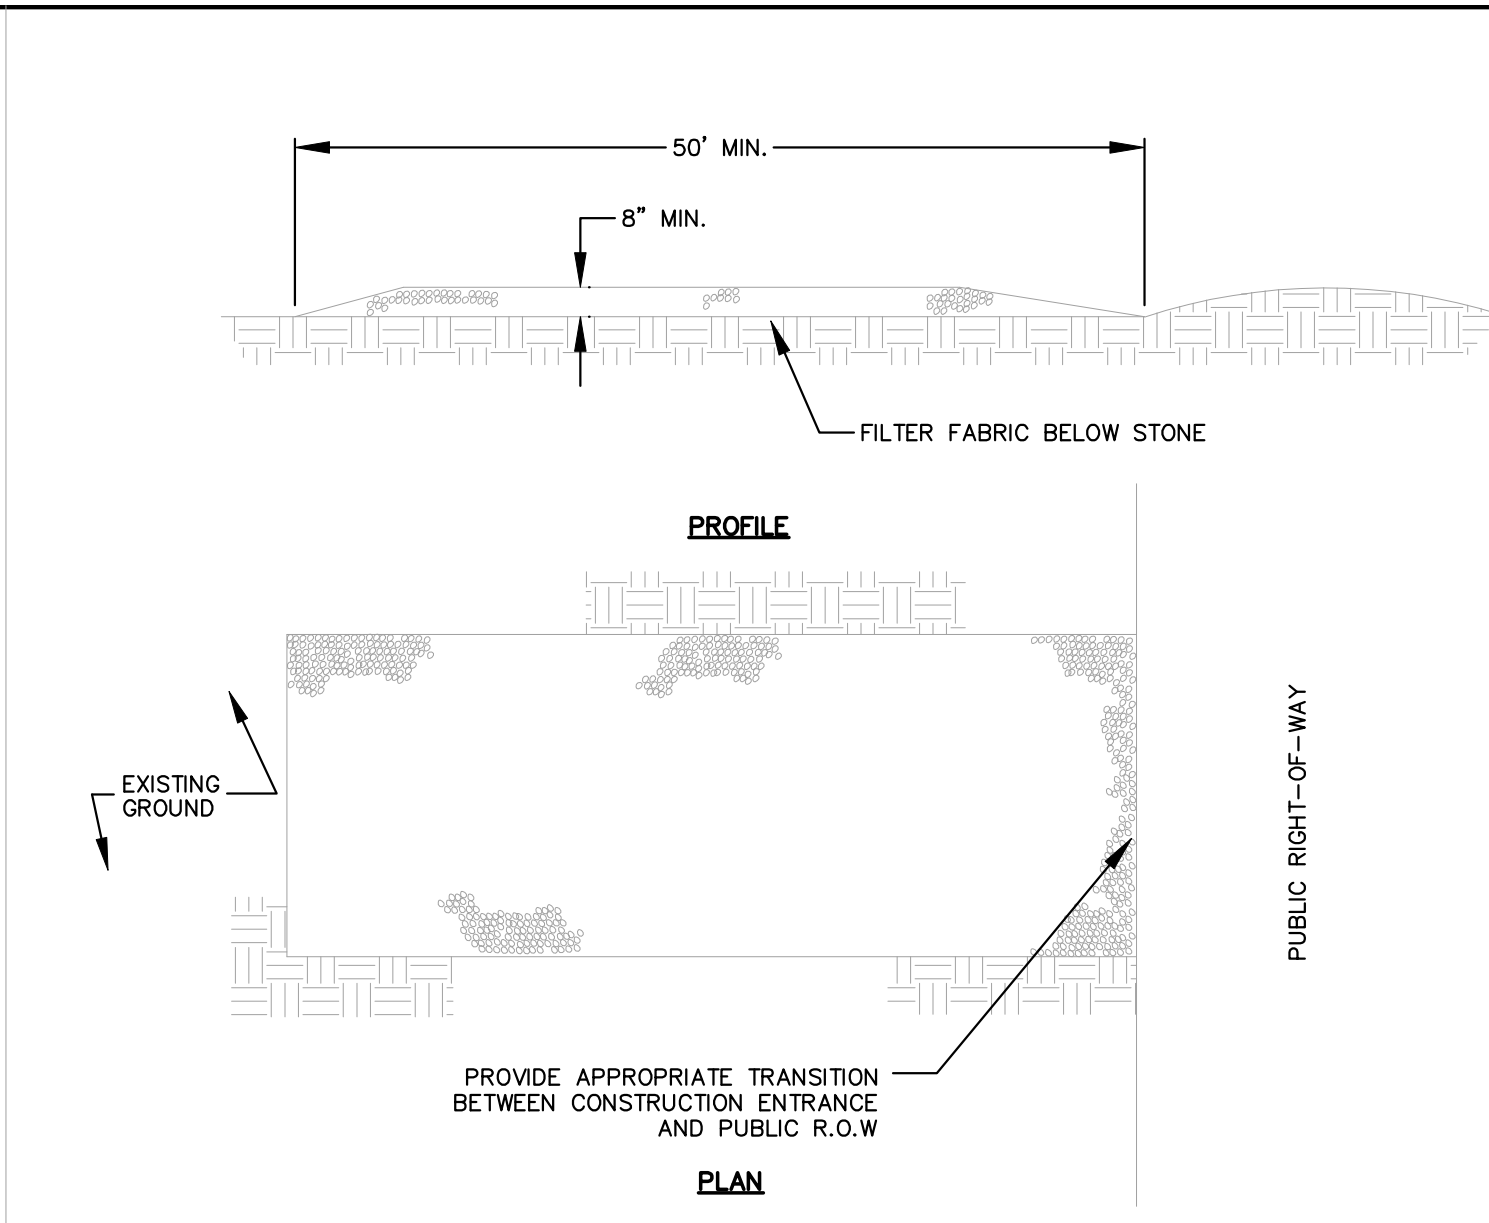 50' MIN.
8" MIN.
FILTER FABRIC BELOW STONE
PROFILE
EXISTING
GROUND
PUBLIC RIGHT-OF-WAY
PROVIDE APPROPRIATE TRANSITION
BETWEEN CONSTRUCTION ENTRANCE
AND PUBLIC R.O.W
PLAN